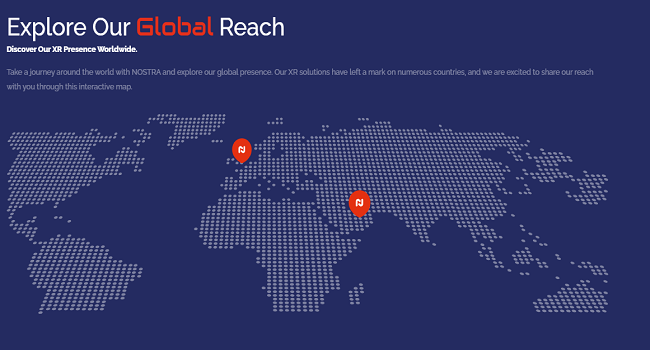 Explore Our Global Reach
Discover Our XR Presence Worldwide.
Take a journey around the world with NOSTRA and explore our global presence. Our XR solutions have left a mark on numerous countries, and we are excited to share our reach
with you through this interactive map.